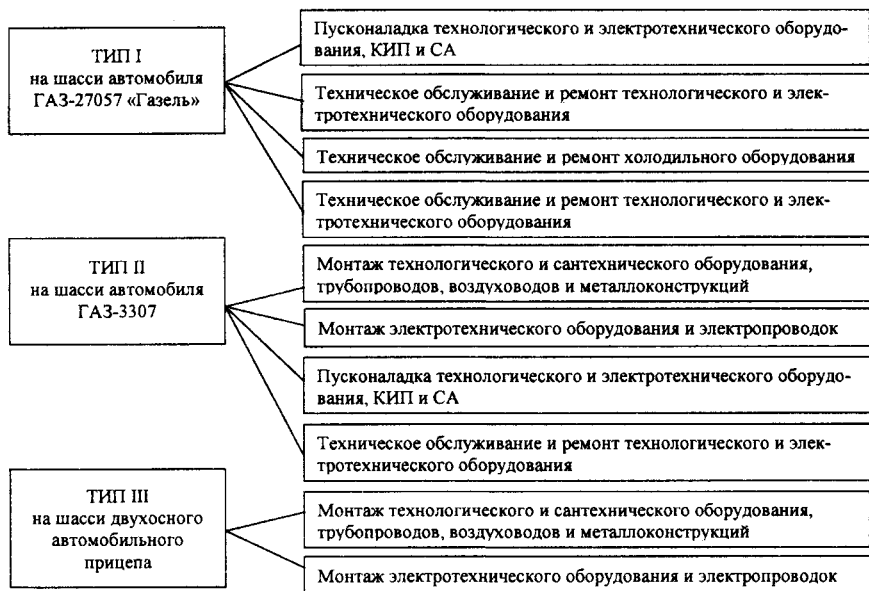 ТИП I
на шасси автомобиля
ГАЗ-27057 «Газель»
Пусконаладка технологического и электротехнического оборудо-
вания, КИП и СА
Техническое обслуживание и ремонт технологического и элек-
тротехнического оборудования
Техническое обслуживание и ремонт холодильного оборудования
Техническое обслуживание и ремонт технологического и элек-
тротехнического оборудования
ТИП II
на шасси автомобиля
ГАЗ-3307
Монтаж технологического и сантехнического оборудования,
трубопроводов, воздуховодов и металлоконструкций
Монтаж электротехнического оборудования и электропроводок
Пусконаладка технологического и электротехнического оборудо-
вания, КИП и СА
Техническое обслуживание и ремонт технологического и элек-
тротехнического оборудования
ТИП III
на шасси двухосного
автомобильного
прицепа
Монтаж технологического и сантехнического оборудования,
трубопроводов, воздуховодов и металлоконструкций
Монтаж электротехнического оборудования и электропроводок